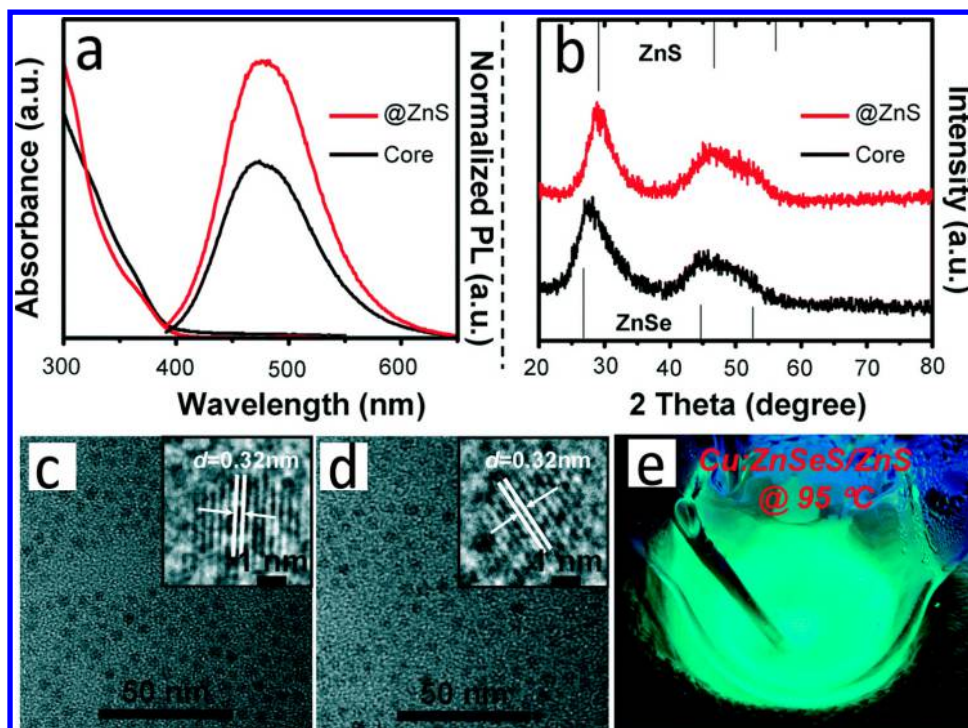 a
Absorbance (a.u.)
Normalized PL (a.u.)
@ZnS
Core
300 400 500 600
Wavelength (nm)
b
ZnS
@ZnS
Core
ZnSe
Intensity (a.u.)
20 30 40 50 60 70 80
2 Theta (degree)
c
d=0.32nm
1 nm
50 nm
d
d=0.32nm
1 nm
50 nm
e
Cu:ZnSeS/ZnS
@ 95 °C